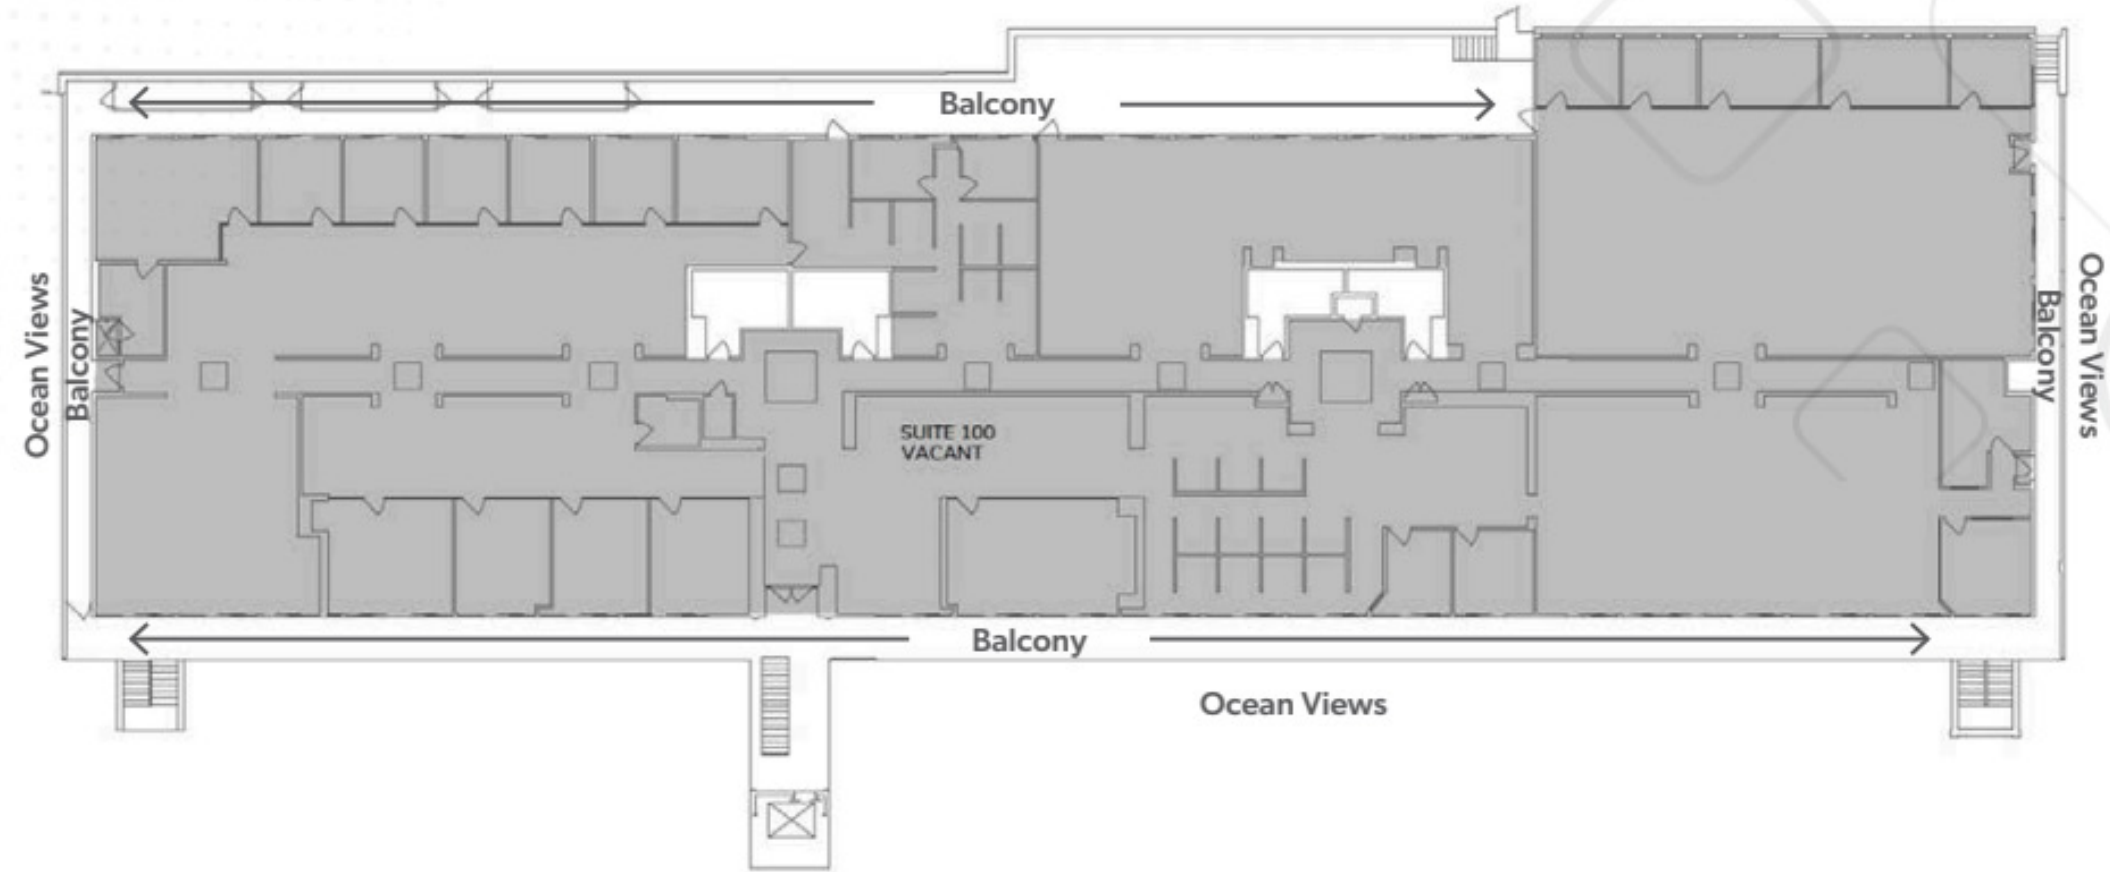 Balcony
Ocean Views
Balcony
SUITE 100
VACANT
Balcony
Ocean Views
Balcony
Ocean Views